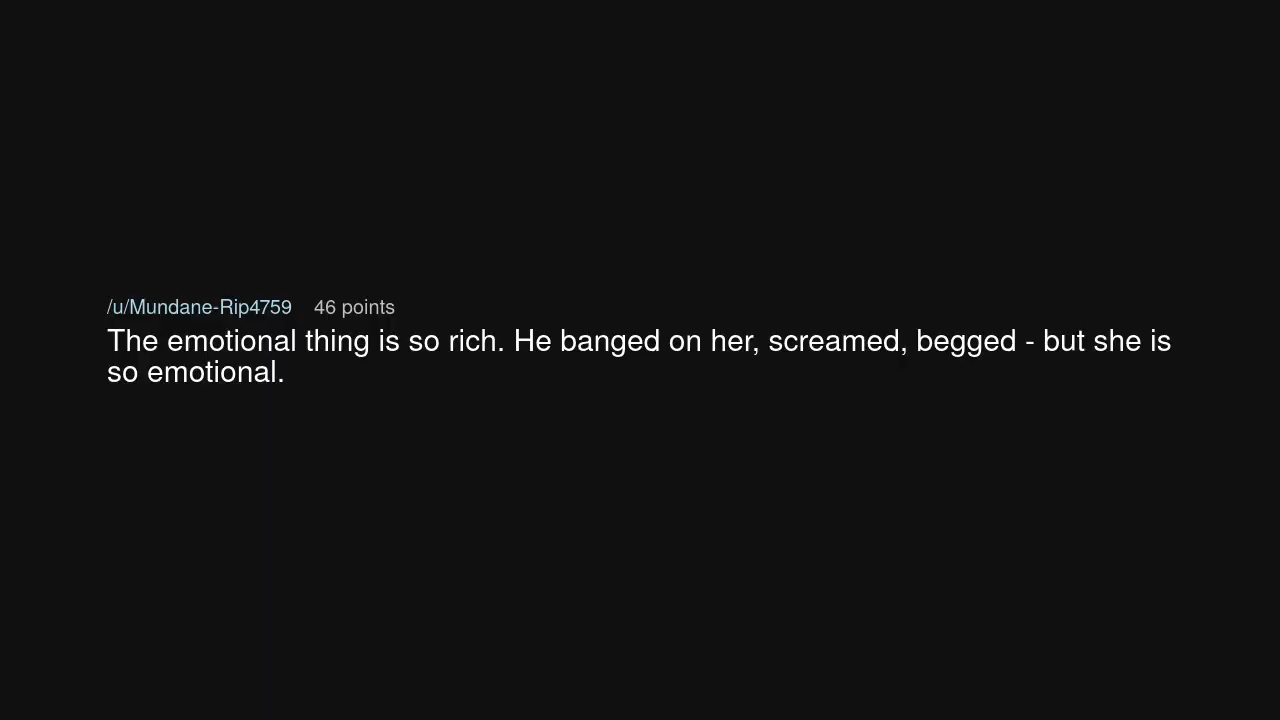 /u/Mundane-Rip4759 46 points
The emotional thing is so rich. He banged on her, screamed, begged - but she is
so emotional.